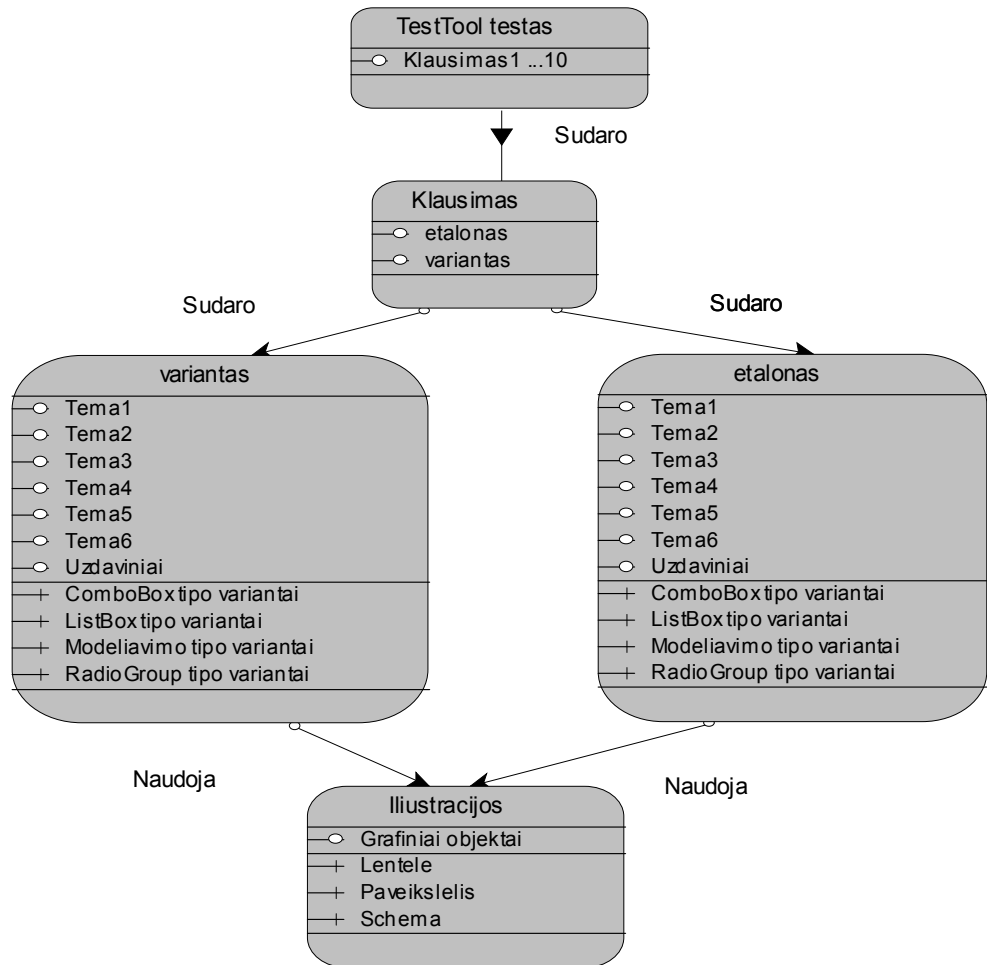 TestTool testas
Klausimas1 ...10
Sudaro
Klausimas
etalonas
variantas
Sudaro
Sudaro
variantas
Tema1
Tema2
Tema3
Tema4
Tema5
Tema6
Uzdaviniai
ComboBox tipo variantai
ListBox tipo variantai
Modeliavimo tipo variantai
RadioGroup tipo variantai
etalonas
Tema1
Tema2
Tema3
Tema4
Tema5
Tema6
Uzdaviniai
ComboBox tipo variantai
ListBox tipo variantai
Modeliavimo tipo variantai
RadioGroup tipo variantai
Naudoja
Naudoja
Iliustracijos
Grafiniai objektai
Lentele
Paveikslelis
Schema